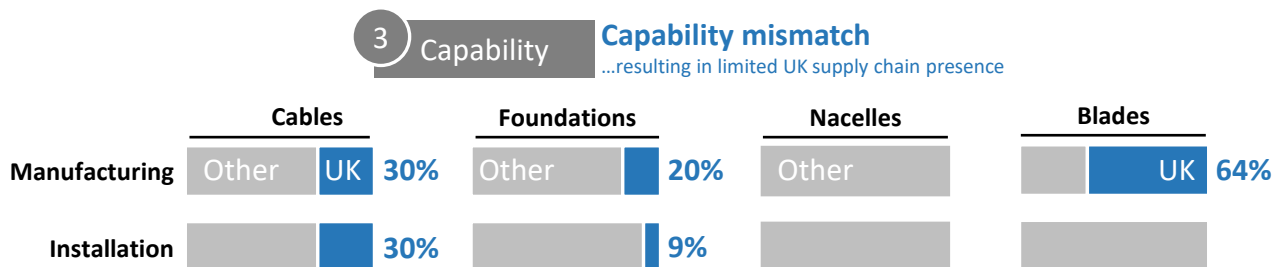 3
Capability
Capability mismatch
...resulting in limited UK supply chain presence
Cables Foundations Nacelles Blades
Manufacturing Other UK 30% Other 20% Other UK 64%
Installation 30% 9%